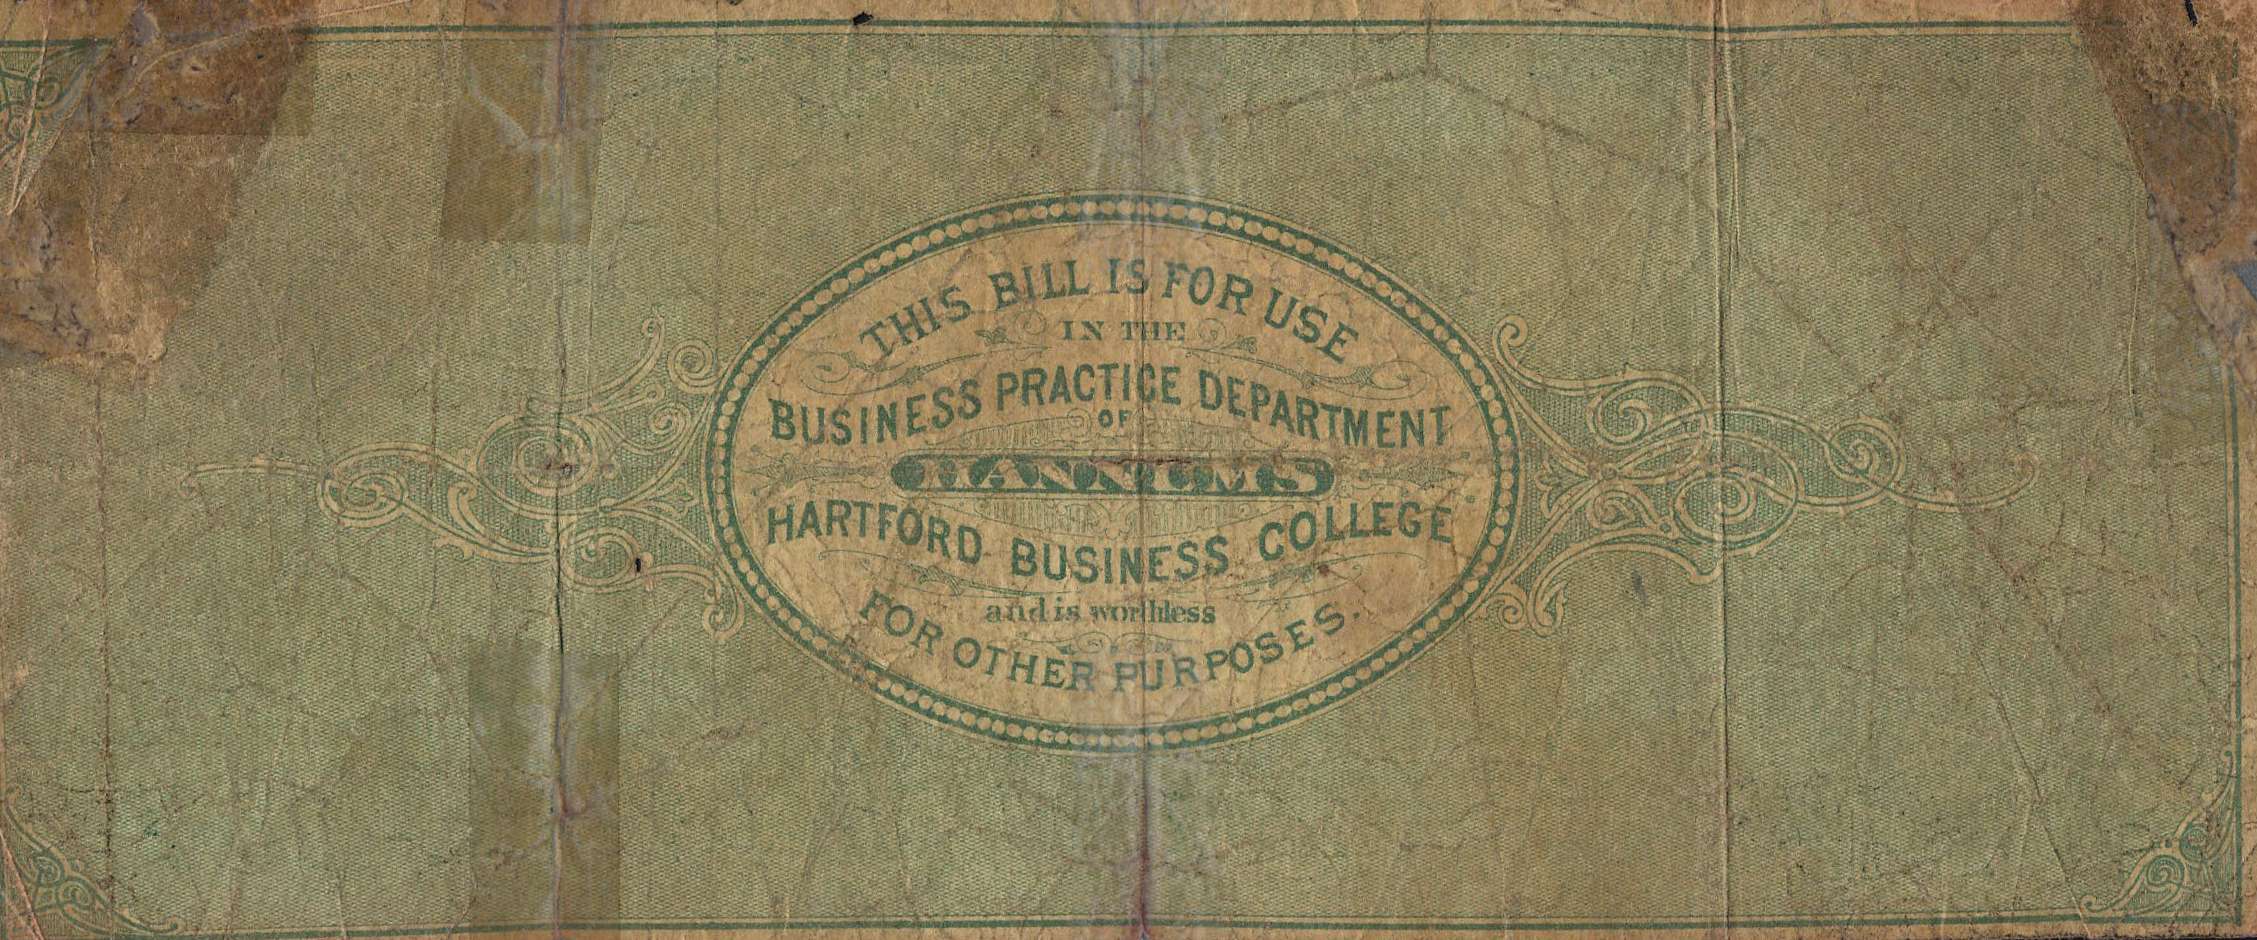 THIS BILL IS FOR USE
IN THE
BUSINESS PRACTICE DEPARTMENT
OF
HANNUMS
HARTFORD BUSINESS COLLEGE
and is worthless
FOR OTHER PURPOSES.